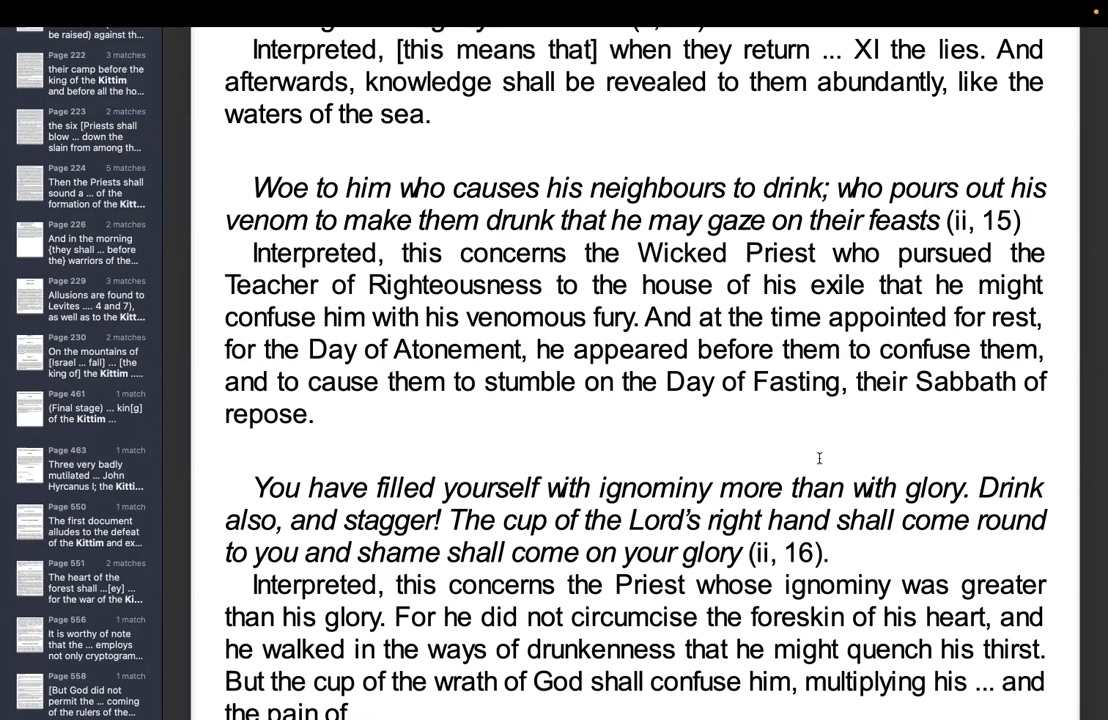 be raised) against th...
Page 222 3 matches
their camp before the
king of the Kittim
and before all the ho...
Page 223 2 matches
the six [Priests shall
blow ... down the
slain from among th...
Page 224 5 matches
Then the Priests shall
sound a ... of the
formation of the Kitt...
Page 226 2 matches
And in the morning
{they shall ... before
the} warriors of the...
Page 229 3 matches
Allusions are found to
Levites .... 4 and 7),
as well as to the Kitt...
Page 230 2 matches
On the mountains of
[Israel ... fall] ... [the
king of] the Kittim .....
Page 461 1 match
(Final stage) ... kin[g]
of the Kittim ...
Page 463 1 match
Three very badly
mutilated ... John
Hyrcanus I; the Kitti...
Page 550 1 match
The first document
alludes to the defeat
of the Kittim and ex...
Page 551 2 matches
The heart of the
forest shall ...[ey] ...
for the war of the Ki...
Page 556 1 match
It is worthy of note
that the ... employs
not only cryptogram...
Page 558 1 match
[But God did not
permit the ... coming
of the rulers of the...
Interpreted, [this means that] when they return ... XI the lies. And
afterwards, knowledge shall be revealed to them abundantly, like the
waters of the sea.
Woe to him who causes his neighbours to drink; who pours out his
venom to make them drunk that he may gaze on their feasts (ii, 15)
Interpreted, this concerns the Wicked Priest who pursued the
Teacher of Righteousness to the house of his exile that he might
confuse him with his venomous fury. And at the time appointed for rest,
for the Day of Atonement, he appeared before them to confuse them,
and to cause them to stumble on the Day of Fasting, their Sabbath of
repose.
You have filled yourself with ignominy more than with glory. Drink
also, and stagger! The cup of the Lord's right hand shall come round
to you and shame shall come on your glory (ii, 16).
Interpreted, this concerns the Priest whose ignominy was greater
than his glory. For he did not circumcise the foreskin of his heart, and
he walked in the ways of drunkenness that he might quench his thirst.
But the cup of the wrath of God shall confuse him, multiplying his ... and
the pain of